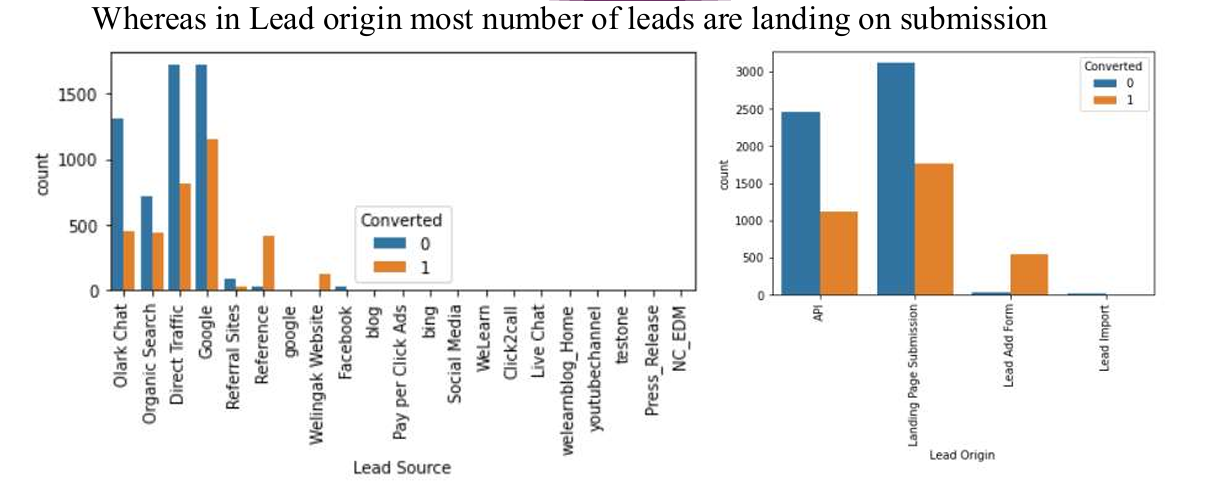 Whereas in Lead origin most number of leads are landing on submission
1500
1000
500
0
count
Converted
0
1
Olark Chat
Organic Search
Direct Traffic
Google
Referral Sites
Reference
google
Welingak Website
Facebook
blog
Pay per Click Ads
bing
Social Media
WeLearn
Click2call
Live Chat
welearnblog_Home
youtubechannel
testone
Press_Release
NC_EDM
Lead Source
3000
2500
2000
1500
1000
500
0
count
Converted
0
1
API
Landing Page Submission
Lead Add Form
Lead Import
Lead Origin